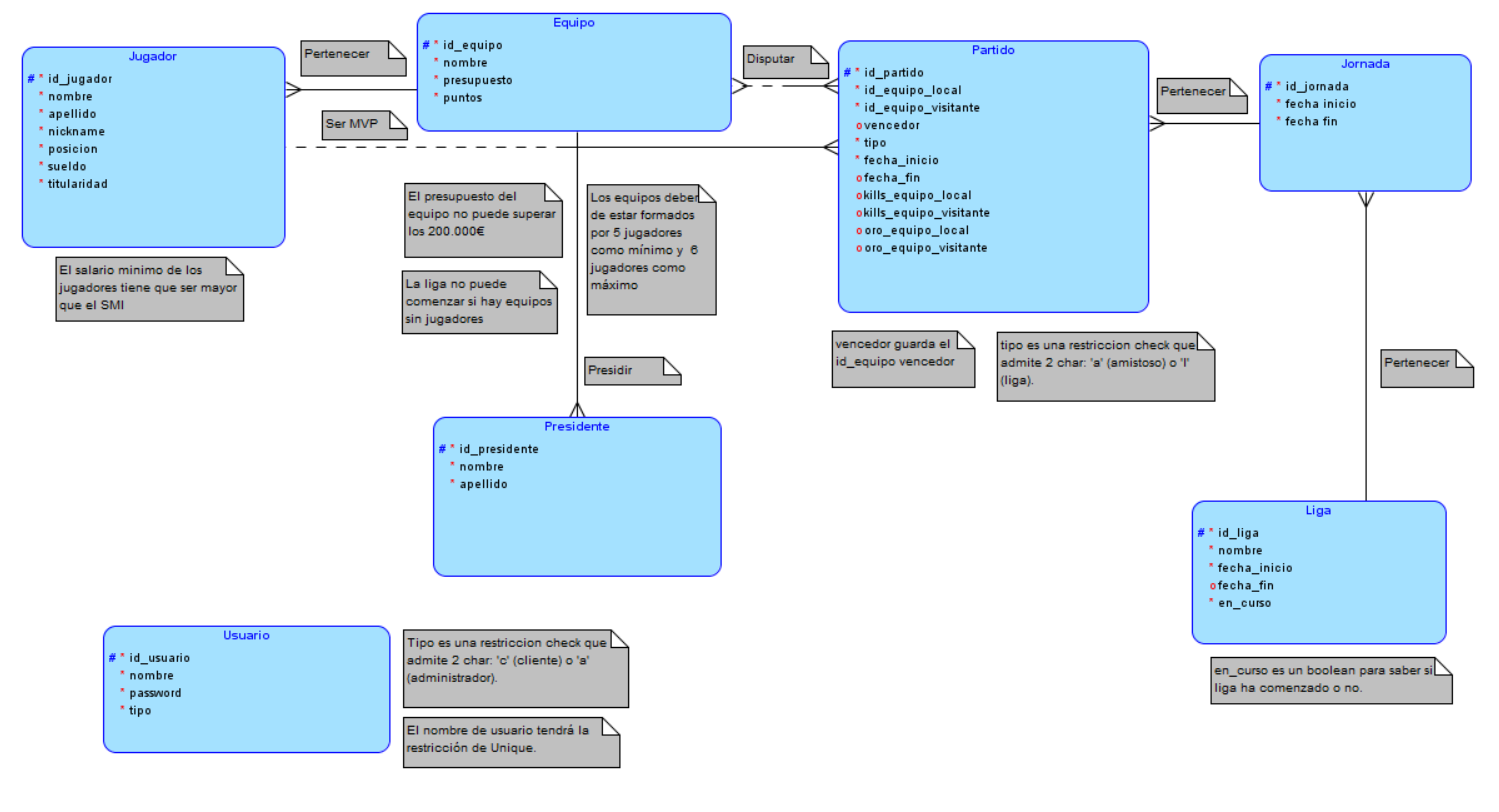 Jugador
# * id_jugador
* nombre
* apellido
* nickname
* posicion
* sueldo
* titularidad
El salario minimo de los
jugadores tiene que ser mayor
que el SMI
Pertenecer
Ser MVP
Equipo
# * id_equipo
* nombre
* presupuesto
* puntos
El presupuesto del
equipo no puede superar
los 200.000€
La liga no puede
comenzar si hay equipos
sin jugadores
Los equipos deben
de estar formados
por 5 jugadores
como mínimo y 6
jugadores como
máximo
Presidir
Disputar
Partido
# * id_partido
* id_equipo_local
* id_equipo_visitante
o vencedor
* tipo
* fecha_inicio
o fecha_fin
o kills_equipo_local
o kills_equipo_visitante
o oro_equipo_local
o oro_equipo_visitante
vencedor guarda el
id_equipo vencedor
tipo es una restriccion check que
admite 2 char: 'a' (amistoso) o 'l'
(liga).
Pertenecer
Jornada
# * id_jornada
* fecha inicio
* fecha fin
Pertenecer
Presidente
# * id_presidente
* nombre
* apellido
Liga
# * id_liga
* nombre
* fecha_inicio
o fecha_fin
* en_curso
en_curso es un boolean para saber si
liga ha comenzado o no.
Usuario
# * id_usuario
* nombre
* password
* tipo
Tipo es una restriccion check que
admite 2 char: 'c' (cliente) o 'a'
(administrador).
El nombre de usuario tendrá la
restricción de Unique.